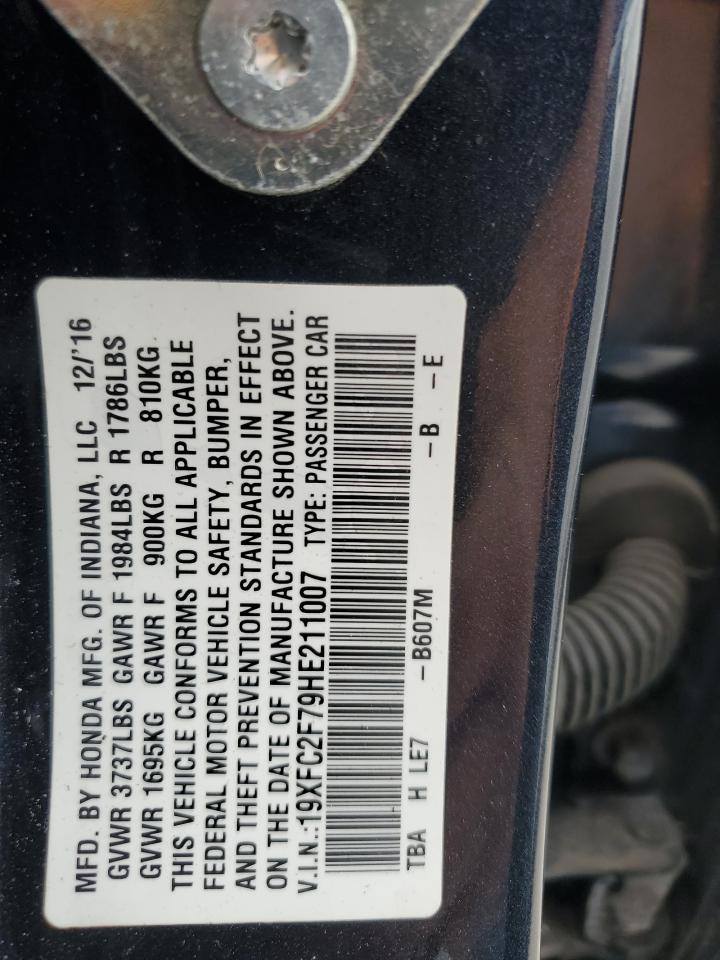 MFD. BY HONDA MFG. OF INDIANA, LLC 12/'16
GVWR 3737LBS GAWR F 1984LBS R 1786LBS
GVWR 1695KG GAWR F 900KG R 810KG
THIS VEHICLE CONFORMS TO ALL APPLICABLE
FEDERAL MOTOR VEHICLE SAFETY, BUMPER,
AND THEFT PREVENTION STANDARDS IN EFFECT
ON THE DATE OF MANUFACTURE SHOWN ABOVE.
V.I.N.:19XFC2F79HE211007 TYPE: PASSENGER CAR
TBA H LE7 -B607M -B -E